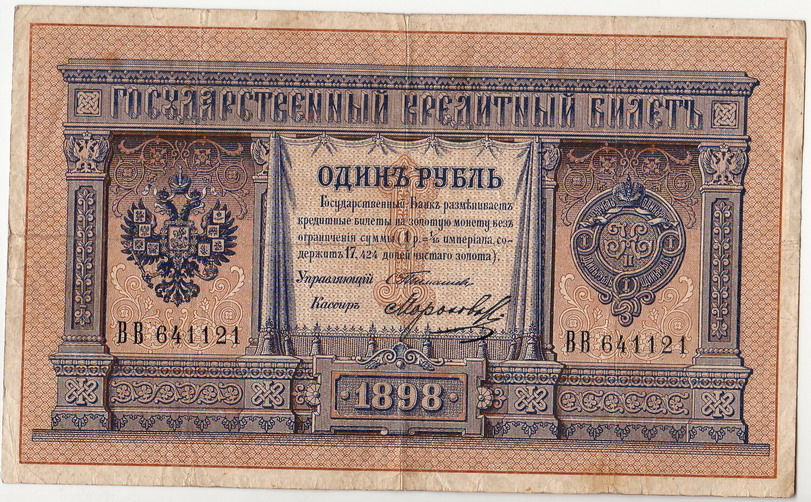 ГОСУДАРСТВЕННЫЙ КРЕДИТНЫЙ БИЛЕТЪ
ОДИНЪ РУБЛЬ
Государственный Банк размѣниваетъ
кредитные билеты на золотую монету безъ
ограниченія суммы (1 р. = 1/15 имперіала, со-
держитъ 17,424 долей чистаго золота).
Управляющій
Кассиръ
ВВ 641121
ВВ 641121
1898